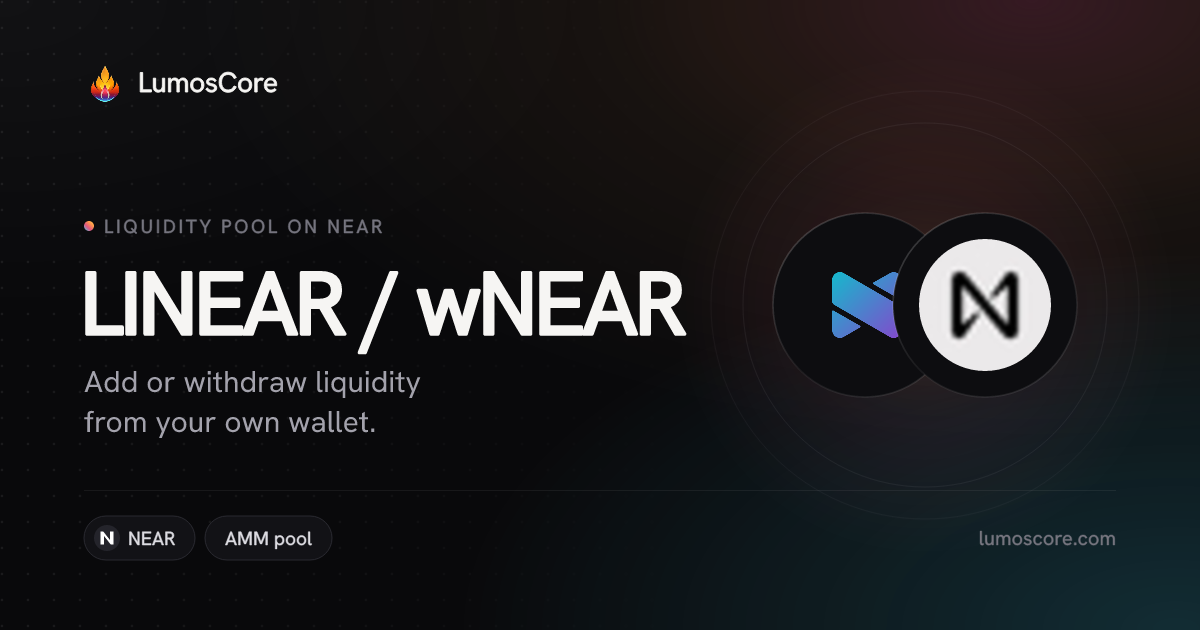 LumosCore
LIQUIDITY POOL ON NEAR
LINEAR / wNEAR
Add or withdraw liquidity
from your own wallet.
NEAR
AMM pool
lumoscore.com